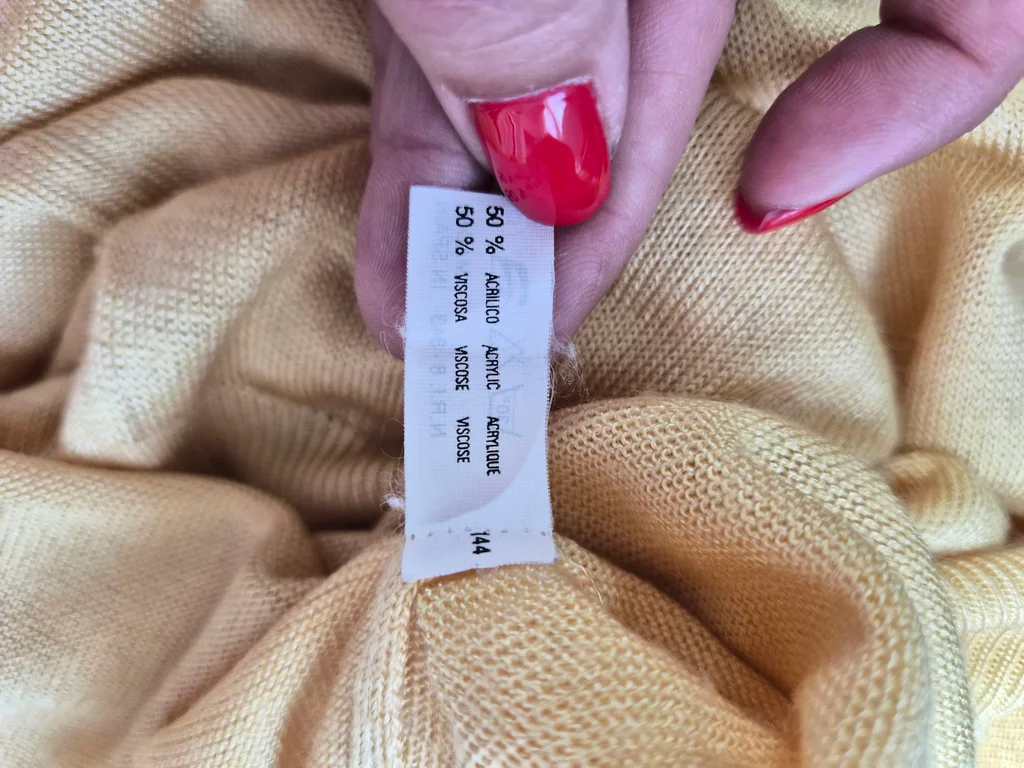 50 % ACRILICO ACRYLIC ACRYLIQUE
50 % VISCOSA VISCOSE VISCOSE
144